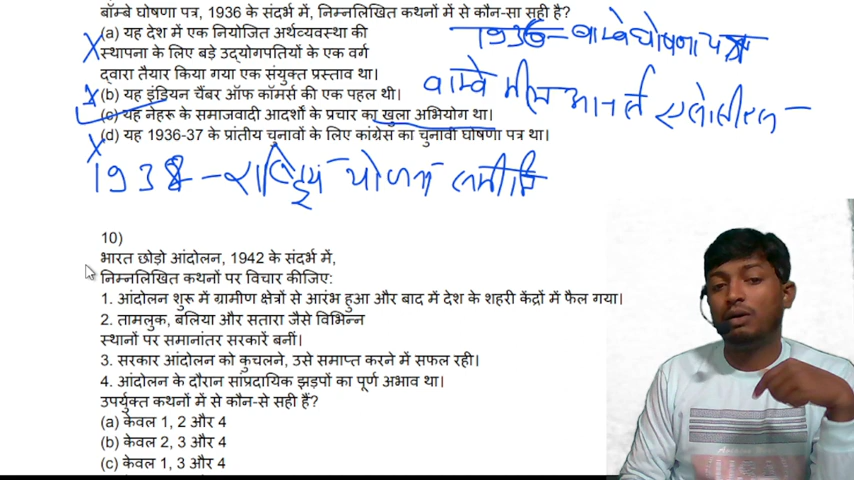 बॉम्बे घोषणा पत्र, 1936 के संदर्भ में, निम्नलिखित कथनों में से कौन-सा सही है?
(a) यह देश में एक नियोजित अर्थव्यवस्था की
स्थापना के लिए बड़े उद्योगपतियों के एक वर्ग
द्वारा तैयार किया गया एक संयुक्त प्रस्ताव था।
(b) यह इंडियन चैंबर ऑफ कॉमर्स की एक पहल थी।
(c) यह नेहरू के समाजवादी आदर्शों के प्रचार का खुला अभियोग था।
(d) यह 1936-37 के प्रांतीय चुनावों के लिए कांग्रेस का चुनावी घोषणा पत्र था।
1936 - बाम्बे घोषना पत्र
बाम्बे
1938 - राष्ट्रिय योजना समीति
10)
भारत छोड़ो आंदोलन, 1942 के संदर्भ में,
निम्नलिखित कथनों पर विचार कीजिए:
1. आंदोलन शुरू में ग्रामीण क्षेत्रों से आरंभ हुआ और बाद में देश के शहरी केंद्रों में फैल गया।
2. तामलुक, बलिया और सतारा जैसे विभिन्न
स्थानों पर समानांतर सरकारें बनीं।
3. सरकार आंदोलन को कुचलने, उसे समाप्त करने में सफल रही।
4. आंदोलन के दौरान सांप्रदायिक झड़पों का पूर्ण अभाव था।
उपर्युक्त कथनों में से कौन-से सही हैं?
(a) केवल 1, 2 और 4
(b) केवल 2, 3 और 4
(c) केवल 1, 3 और 4